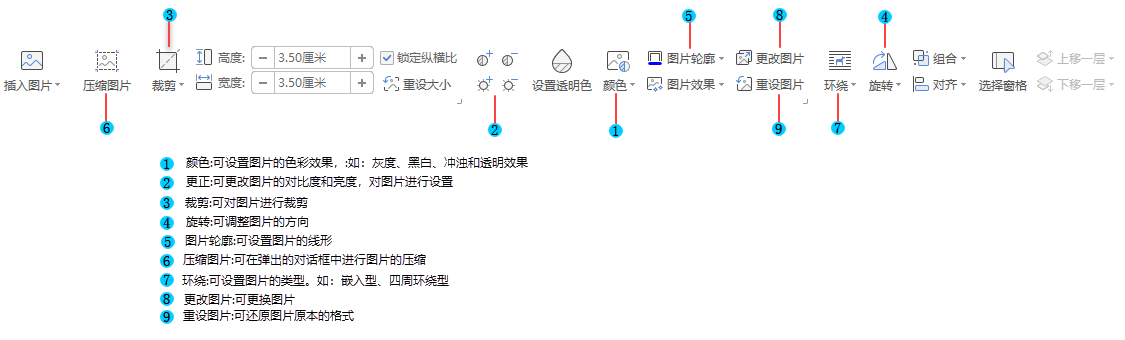 3
5
8
4
高度: 3.50厘米
锁定纵横比
图片轮廓
更改图片
组合
上移一层
插入图片
压缩图片
裁剪
宽度: 3.50厘米
重设大小
设置透明色
颜色
图片效果
重设图片
环绕
旋转
对齐
选择窗格
下移一层
6
2
1
9
7
1 颜色:可设置图片的色彩效果，:如：灰度、黑白、冲浊和透明效果
2 更正:可更改图片的对比度和亮度，对图片进行设置
3 裁剪:可对图片进行裁剪
4 旋转:可调整图片的方向
5 图片轮廓:可设置图片的线形
6 压缩图片:可在弹出的对话框中进行图片的压缩
7 环绕:可设置图片的类型。如：嵌入型、四周环绕型
8 更改图片:可更换图片
9 重设图片:可还原图片原本的格式